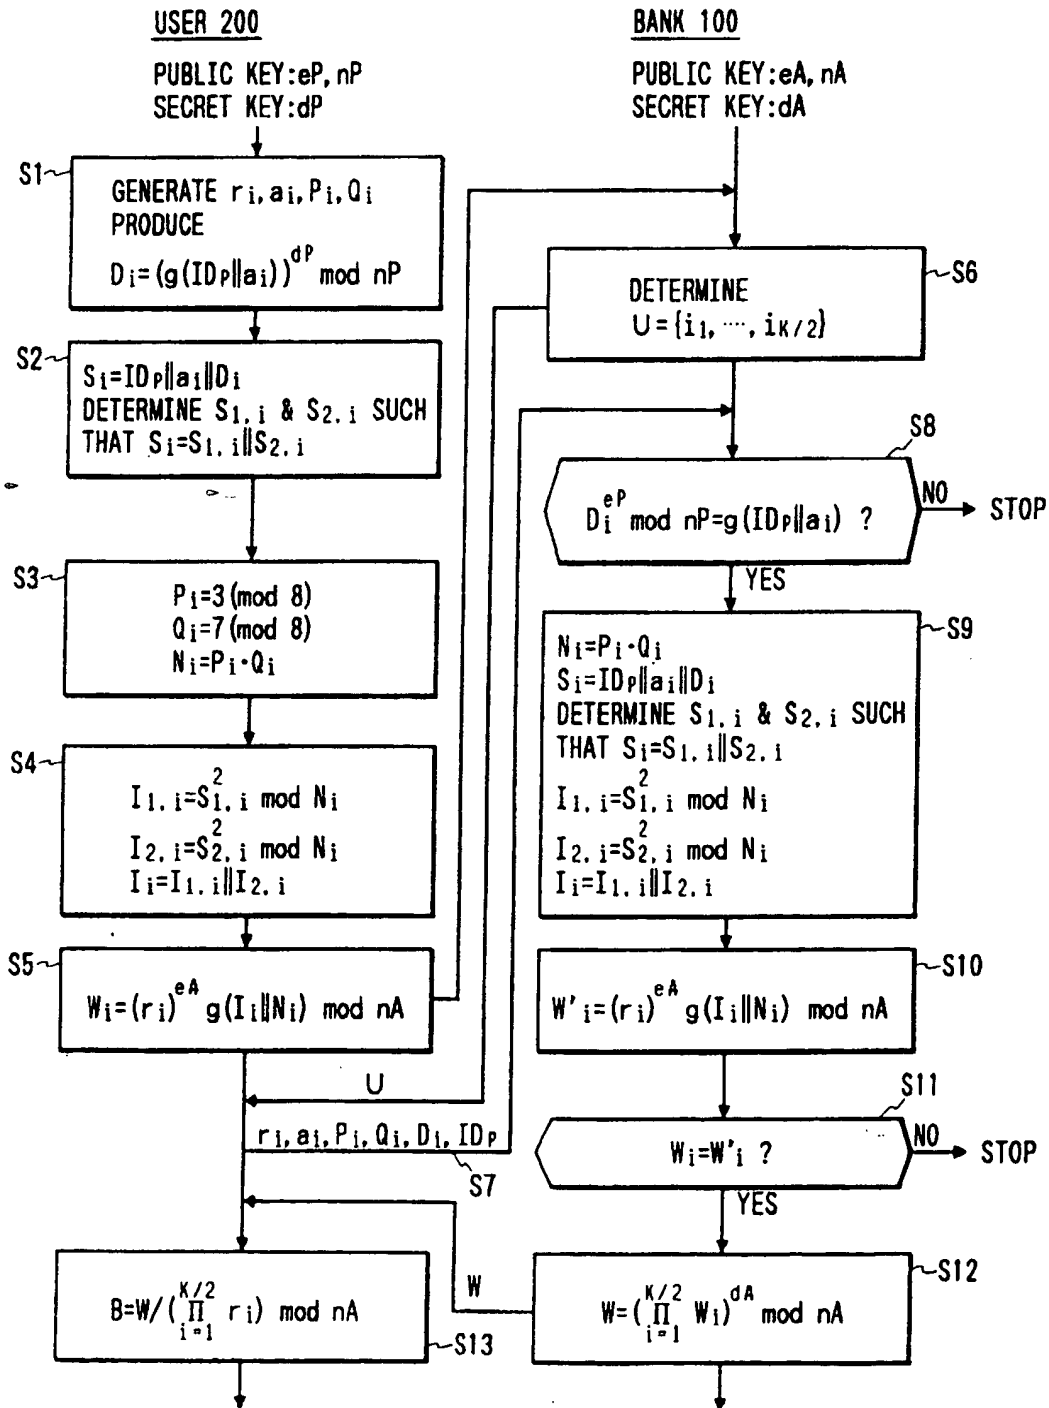 USER 200
PUBLIC KEY:eP, nP
SECRET KEY:dP
S1
GENERATE ri, ai, Pi, Qi
PRODUCE
Di=(g(IDP||ai))^dP mod nP
S2
Si=IDP||ai||Di
DETERMINE S1,i & S2,i SUCH
THAT Si=S1,i||S2,i
S3
Pi=3(mod 8)
Qi=7(mod 8)
Ni=Pi·Qi
S4
I1,i=S1,i^2 mod Ni
I2,i=S2,i^2 mod Ni
Ii=I1,i||I2,i
S5
Wi=(ri)^eA g(Ii||Ni) mod nA
U
ri, ai, Pi, Qi, Di, IDP
S7
W
B=W/(∏_{i=1}^{K/2} ri) mod nA
S13
BANK 100
PUBLIC KEY:eA, nA
SECRET KEY:dA
S6
DETERMINE
U={i1, ····, iK/2}
S8
Di^eP mod nP=g(IDP||ai) ?
NO
STOP
YES
S9
Ni=Pi·Qi
Si=IDP||ai||Di
DETERMINE S1,i & S2,i SUCH
THAT Si=S1,i||S2,i
I1,i=S1,i^2 mod Ni
I2,i=S2,i^2 mod Ni
Ii=I1,i||I2,i
S10
W'i=(ri)^eA g(Ii||Ni) mod nA
S11
Wi=W'i ?
NO
STOP
YES
S12
W=(∏_{i=1}^{K/2} Wi)^dA mod nA